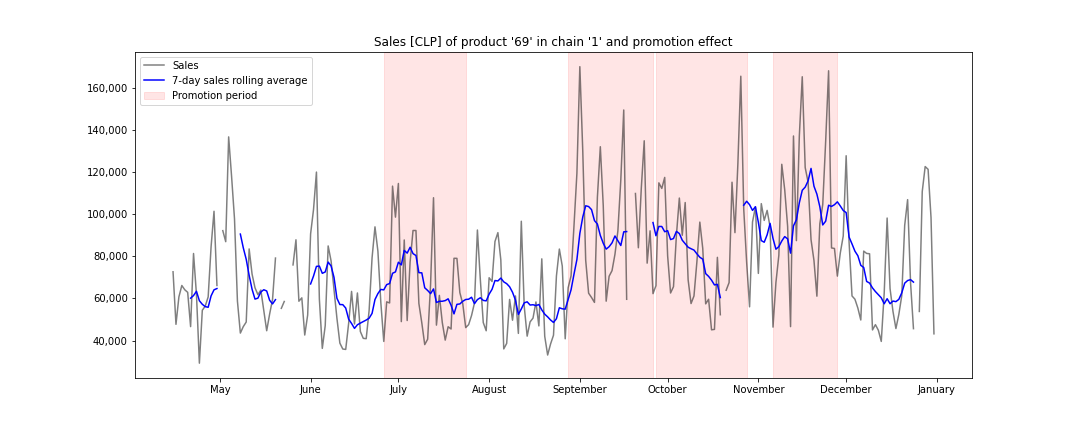 Sales [CLP] of product '69' in chain '1' and promotion effect
Sales
7-day sales rolling average
Promotion period
160,000
140,000
120,000
100,000
80,000
60,000
40,000
May June July August September October November December January